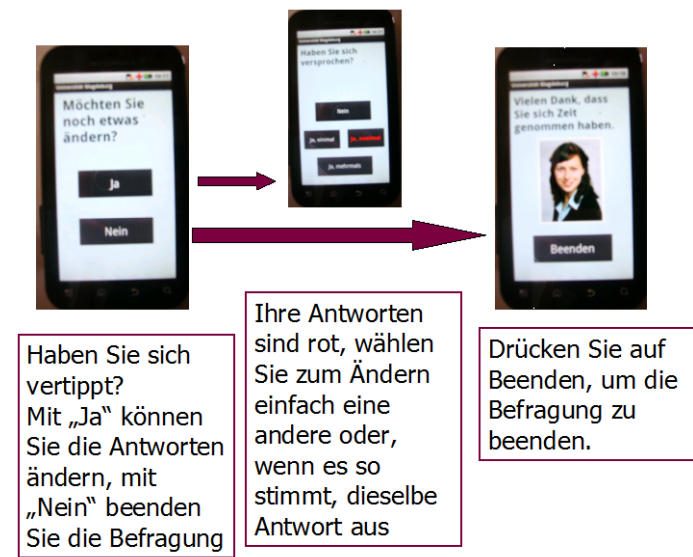 Universität Magdeburg
Möchten Sie
noch etwas
ändern?
Ja
Nein
Haben Sie sich
versprochen?
Nein
Ja, einmal
Ja, mehrmals
Vielen Dank, dass
Sie sich Zeit
genommen haben.
Beenden
Haben Sie sich
vertippt?
Mit „Ja“ können
Sie die Antworten
ändern, mit
„Nein“ beenden
Sie die Befragung
Ihre Antworten
sind rot, wählen
Sie zum Ändern
einfach eine
andere oder,
wenn es so
stimmt, dieselbe
Antwort aus
Drücken Sie auf
Beenden, um die
Befragung zu
beenden.